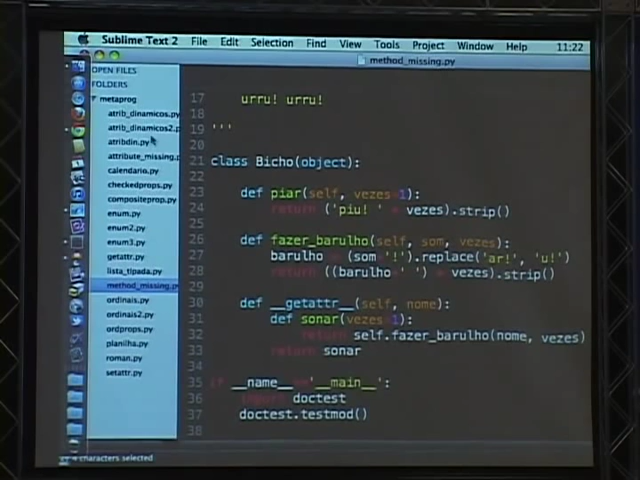 Sublime Text 2 File Edit Selection Find View Tools Project Window Help 11:22
method_missing.py
OPEN FILES
FOLDERS
metaprog
atrib_dinamicos.py
atrib_dinamicos2.p
atribdin.py
attribute_missing.p
calendario.py
checkedprops.py
compositeprop.py
enum.py
enum2.py
enum3.py
getattr.py
lista_tipada.py
method_missing.py
ordinais.py
ordinais2.py
ordprops.py
planilha.py
roman.py
setattr.py
17 urru! urru!
18
19 '''
20
21 class Bicho(object):
22
23 def piar(self, vezes=1):
24 return ('piu! ' * vezes).strip()
25
26 def fazer_barulho(self, som, vezes):
27 barulho = (som+'!').replace('ar!', 'u!')
28 return ((barulho+' ') * vezes).strip()
29
30 def __getattr__(self, nome):
31 def sonar(vezes=1):
32 return self.fazer_barulho(nome, vezes)
33 return sonar
34
35 if __name__=='__main__':
36 import doctest
37 doctest.testmod()
38
4 characters selected